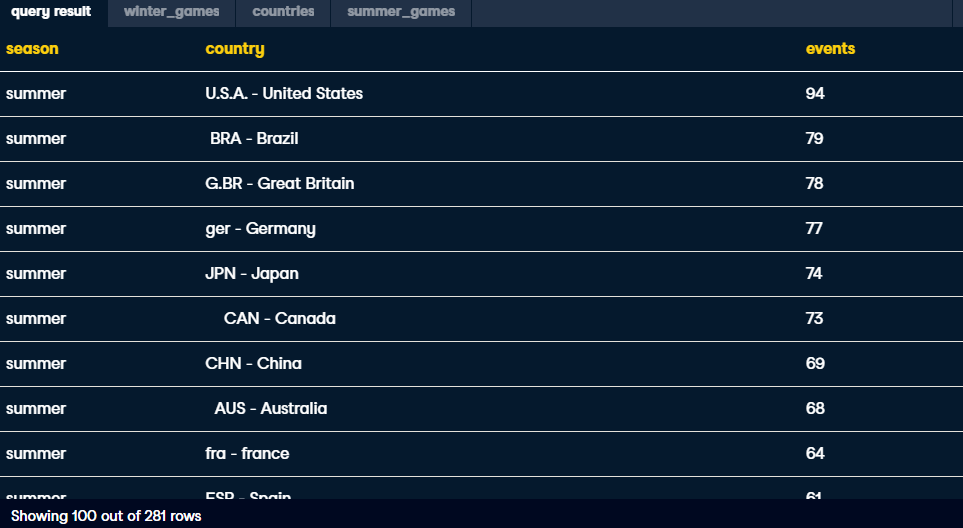 query result winter_games countries summer_games
season country events
summer U.S.A. - United States 94
summer BRA - Brazil 79
summer G.BR - Great Britain 78
summer ger - Germany 77
summer JPN - Japan 74
summer CAN - Canada 73
summer CHN - China 69
summer AUS - Australia 68
summer fra - france 64
summer ESP - Spain 61
Showing 100 out of 281 rows